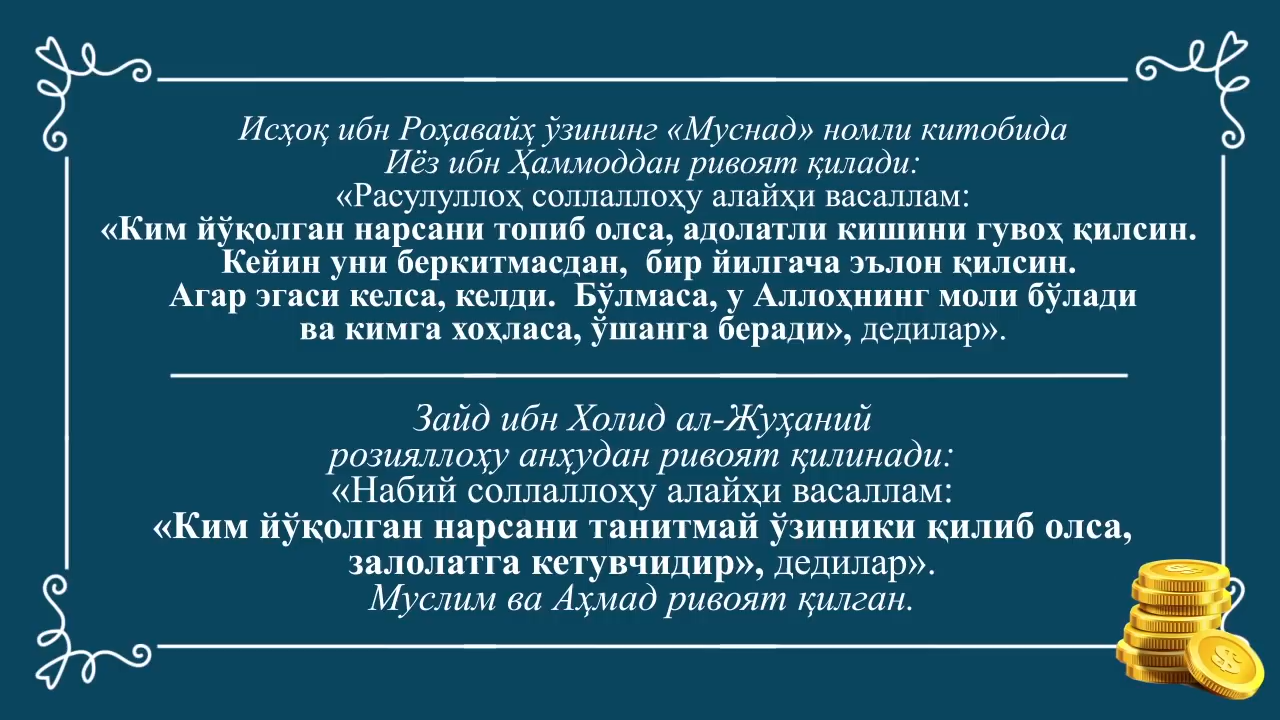 Исҳоқ ибн Роҳавайҳ ўзининг «Муснад» номли китобида
Иёз ибн Ҳаммоддан ривоят қилади:
«Расулуллоҳ соллаллоҳу алайҳи васаллам:
«Ким йўқолган нарсани топиб олса, адолатли кишини гувоҳ қилсин.
Кейин уни беркитмасдан, бир йилгача эълон қилсин.
Агар эгаси келса, келди. Бўлмаса, у Аллоҳнинг моли бўлади
ва кимга хоҳласа, ўшанга беради», дедилар».
Зайд ибн Холид ал-Жуҳаний
розияллоҳу анҳудан ривоят қилинади:
«Набий соллаллоҳу алайҳи васаллам:
«Ким йўқолган нарсани танитмай ўзиники қилиб олса,
залолатга кетувчидир», дедилар».
Муслим ва Аҳмад ривоят қилган.